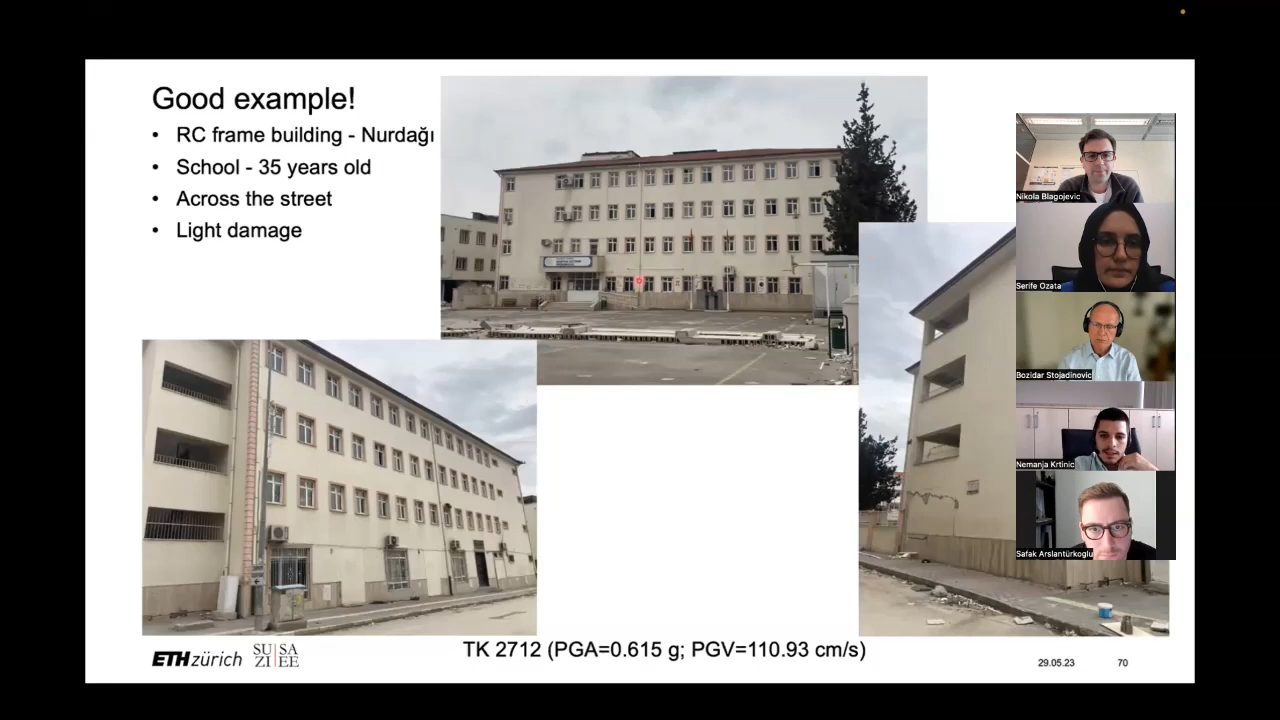 Good example!
• RC frame building - Nurdağı
• School - 35 years old
• Across the street
• Light damage
Nikola Blagojevic
Serife Ozata
Bozidar Stojadinovic
Nemanja Krtinic
Safak Arslantürkoglu
TK 2712 (PGA=0.615 g; PGV=110.93 cm/s)
ETHzürich
SU|SA
ZI|EE
29.05.23
70